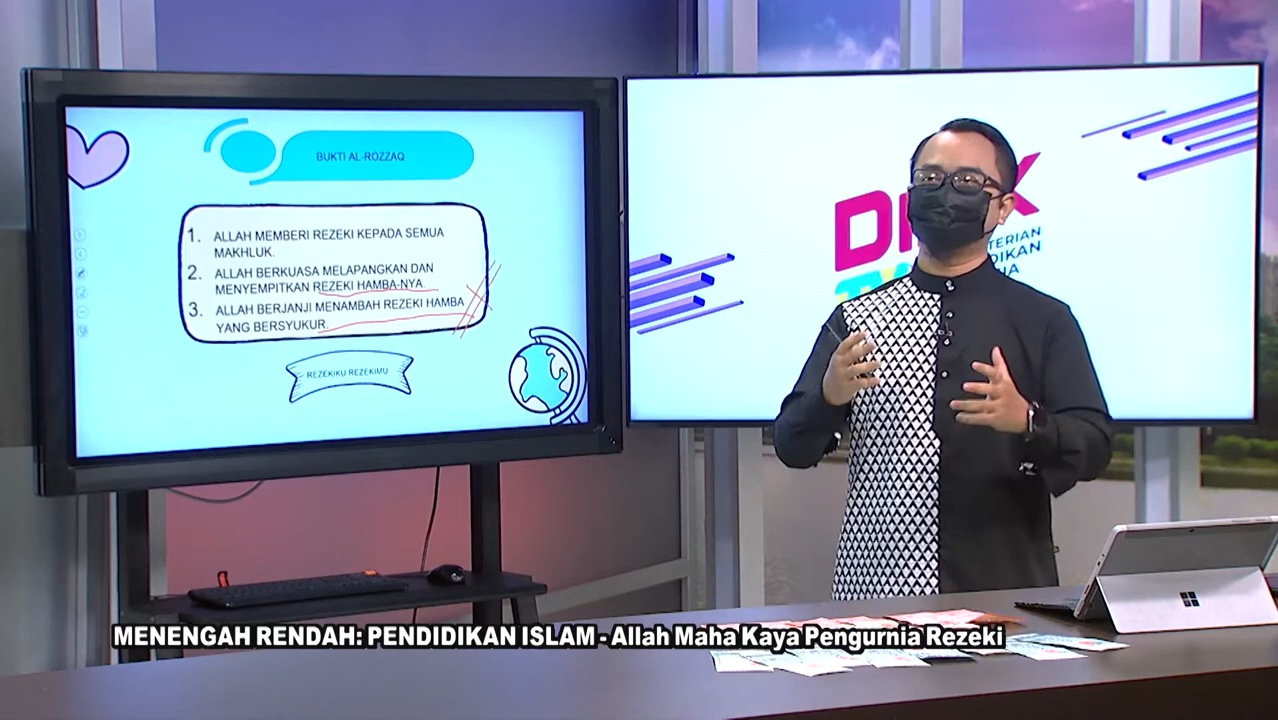 BUKTI AL-ROZZAQ
1. ALLAH MEMBERI REZEKI KEPADA SEMUA
MAKHLUK.
2. ALLAH BERKUASA MELAPANGKAN DAN
MENYEMPITKAN REZEKI HAMBA-NYA
3. ALLAH BERJANJI MENAMBAH REZEKI HAMBA
YANG BERSYUKUR.
REZEKIKU REZEKIMU
MENENGAH RENDAH: PENDIDIKAN ISLAM - Allah Maha Kaya Pengurnia Rezeki